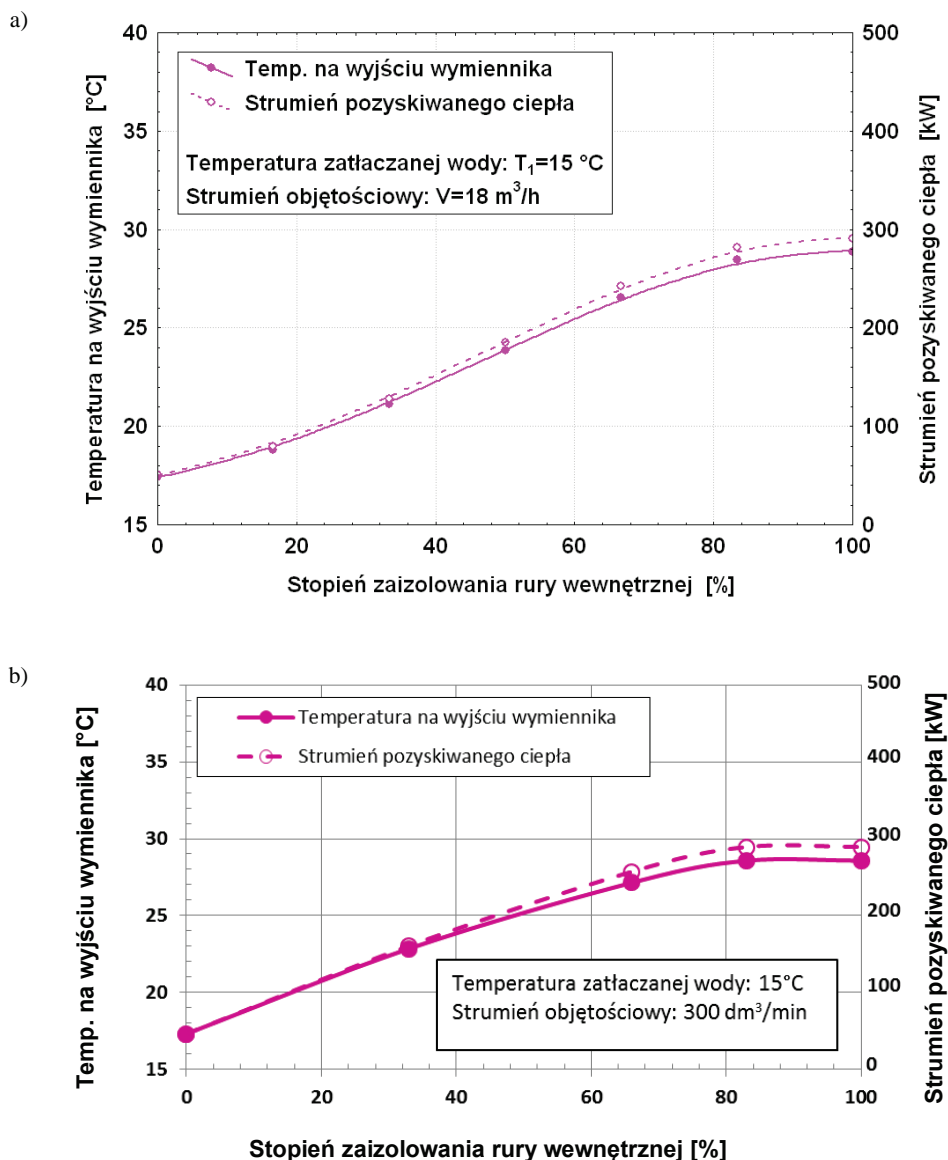 a)
40
35
30
25
20
15
Temperatura na wyjściu wymiennika [°C]
Temp. na wyjściu wymiennika
Strumień pozyskiwanego ciepła
Temperatura zatłaczanej wody: T₁=15 °C
Strumień objętościowy: V=18 m³/h
500
400
300
200
100
0
Strumień pozyskiwanego ciepła [kW]
0 20 40 60 80 100
Stopień zaizolowania rury wewnętrznej [%]
b)
40
35
30
25
20
15
Temp. na wyjściu wymiennika [°C]
Temperatura na wyjściu wymiennika
Strumień pozyskiwanego ciepła
Temperatura zatłaczanej wody: 15°C
Strumień objętościowy: 300 dm³/min
500
400
300
200
100
0
Strumień pozyskiwanego ciepła [kW]
0 20 40 60 80 100
Stopień zaizolowania rury wewnętrznej [%]